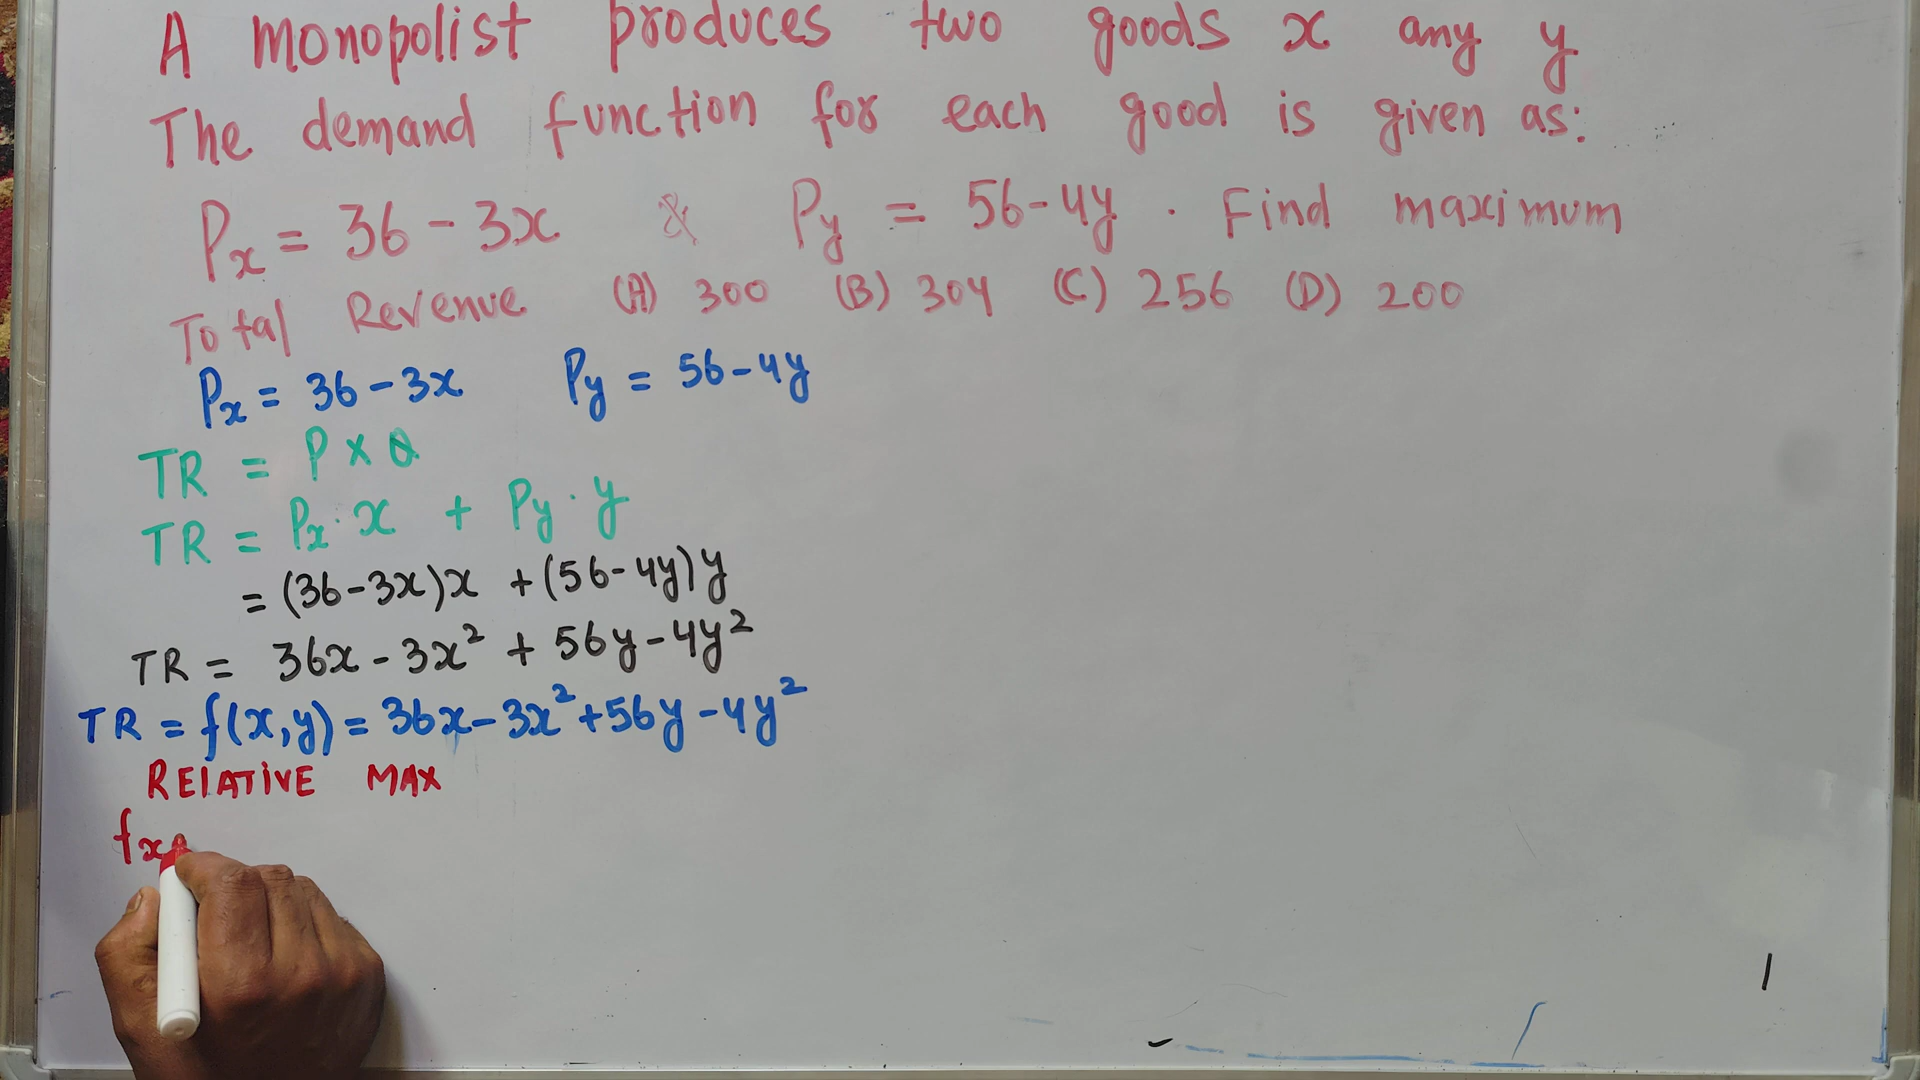 A monopolist produces two goods x any y
The demand function for each good is given as:
Px = 36 - 3x & Py = 56 - 4y . Find maximum
Total Revenue (A) 300 (B) 304 (C) 256 (D) 200
Px = 36 - 3x Py = 56 - 4y
TR = P × Q
TR = Px · x + Py · y
= (36 - 3x)x + (56 - 4y)y
TR = 36x - 3x² + 56y - 4y²
TR = f(x,y) = 36x - 3x² + 56y - 4y²
RELATIVE MAX
fx